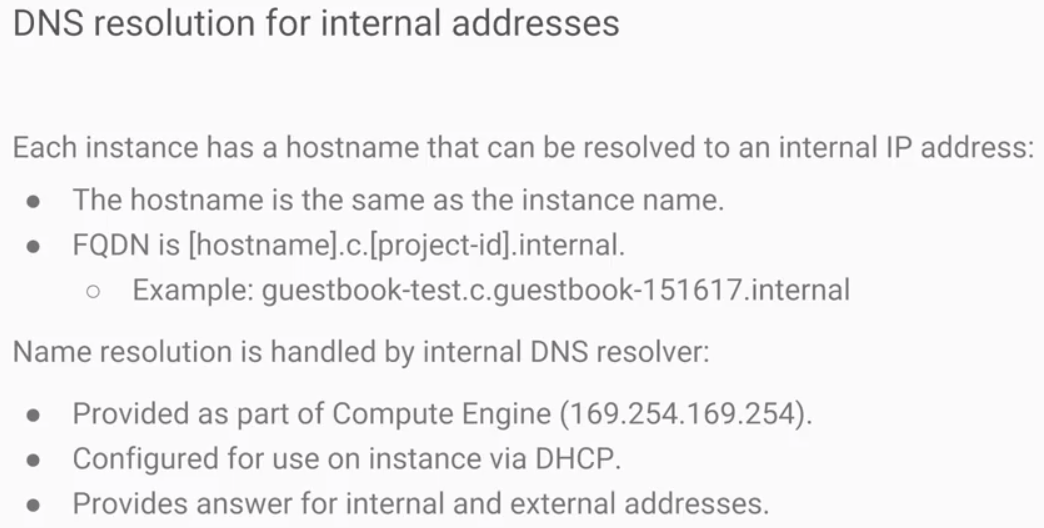 DNS resolution for internal addresses
Each instance has a hostname that can be resolved to an internal IP address:
● The hostname is the same as the instance name.
● FQDN is [hostname].c.[project-id].internal.
○ Example: guestbook-test.c.guestbook-151617.internal
Name resolution is handled by internal DNS resolver:
● Provided as part of Compute Engine (169.254.169.254).
● Configured for use on instance via DHCP.
● Provides answer for internal and external addresses.